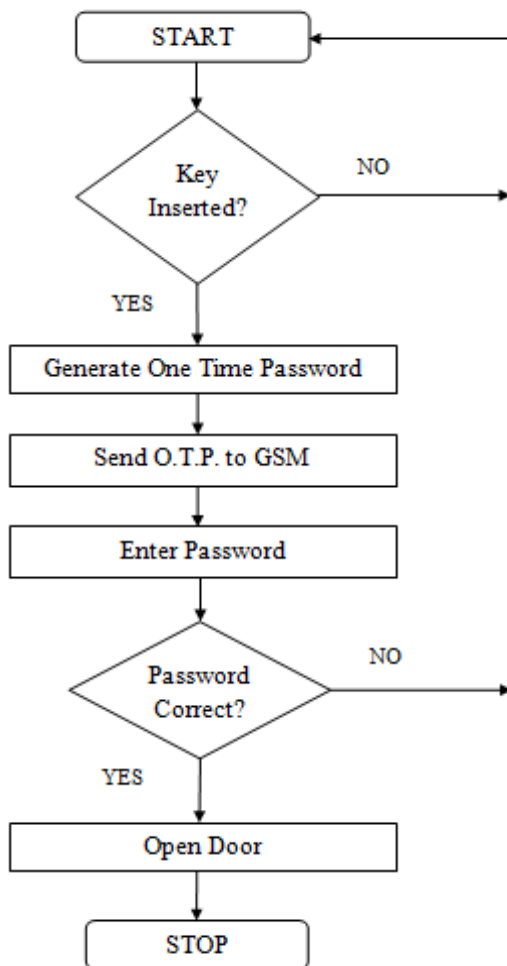 START
Key
Inserted?
NO
YES
Generate One Time Password
Send O.T.P. to GSM
Enter Password
Password
Correct?
NO
YES
Open Door
STOP